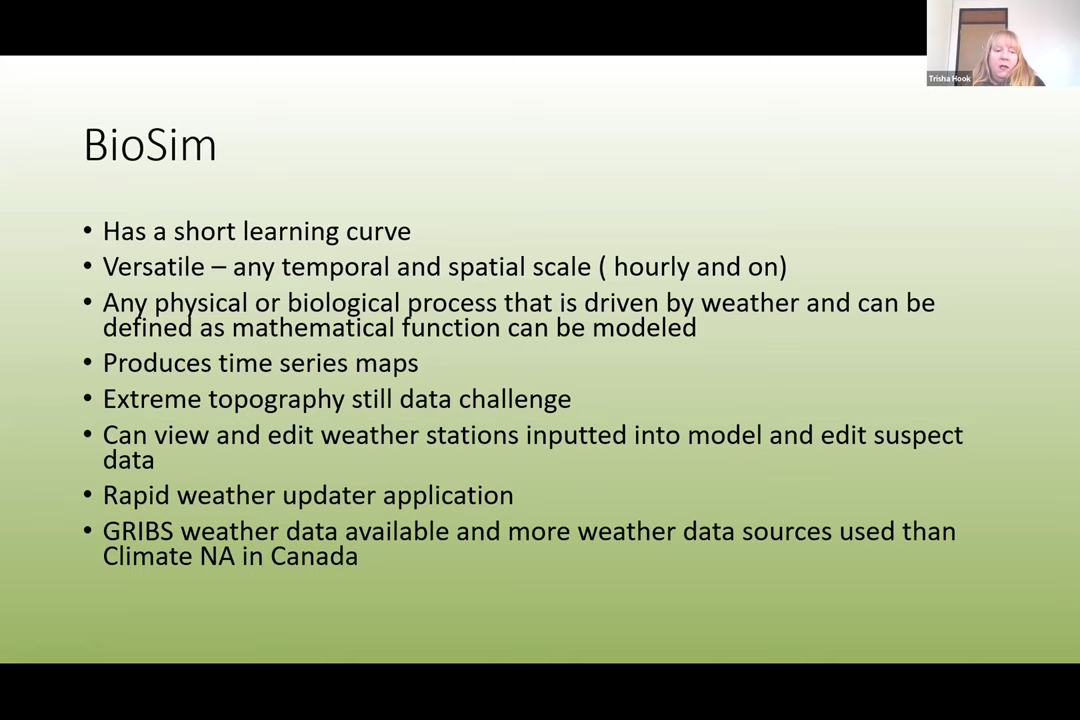 Trisha Hook
BioSim
• Has a short learning curve
• Versatile – any temporal and spatial scale ( hourly and on)
• Any physical or biological process that is driven by weather and can be
defined as mathematical function can be modeled
• Produces time series maps
• Extreme topography still data challenge
• Can view and edit weather stations inputted into model and edit suspect
data
• Rapid weather updater application
• GRIBS weather data available and more weather data sources used than
Climate NA in Canada